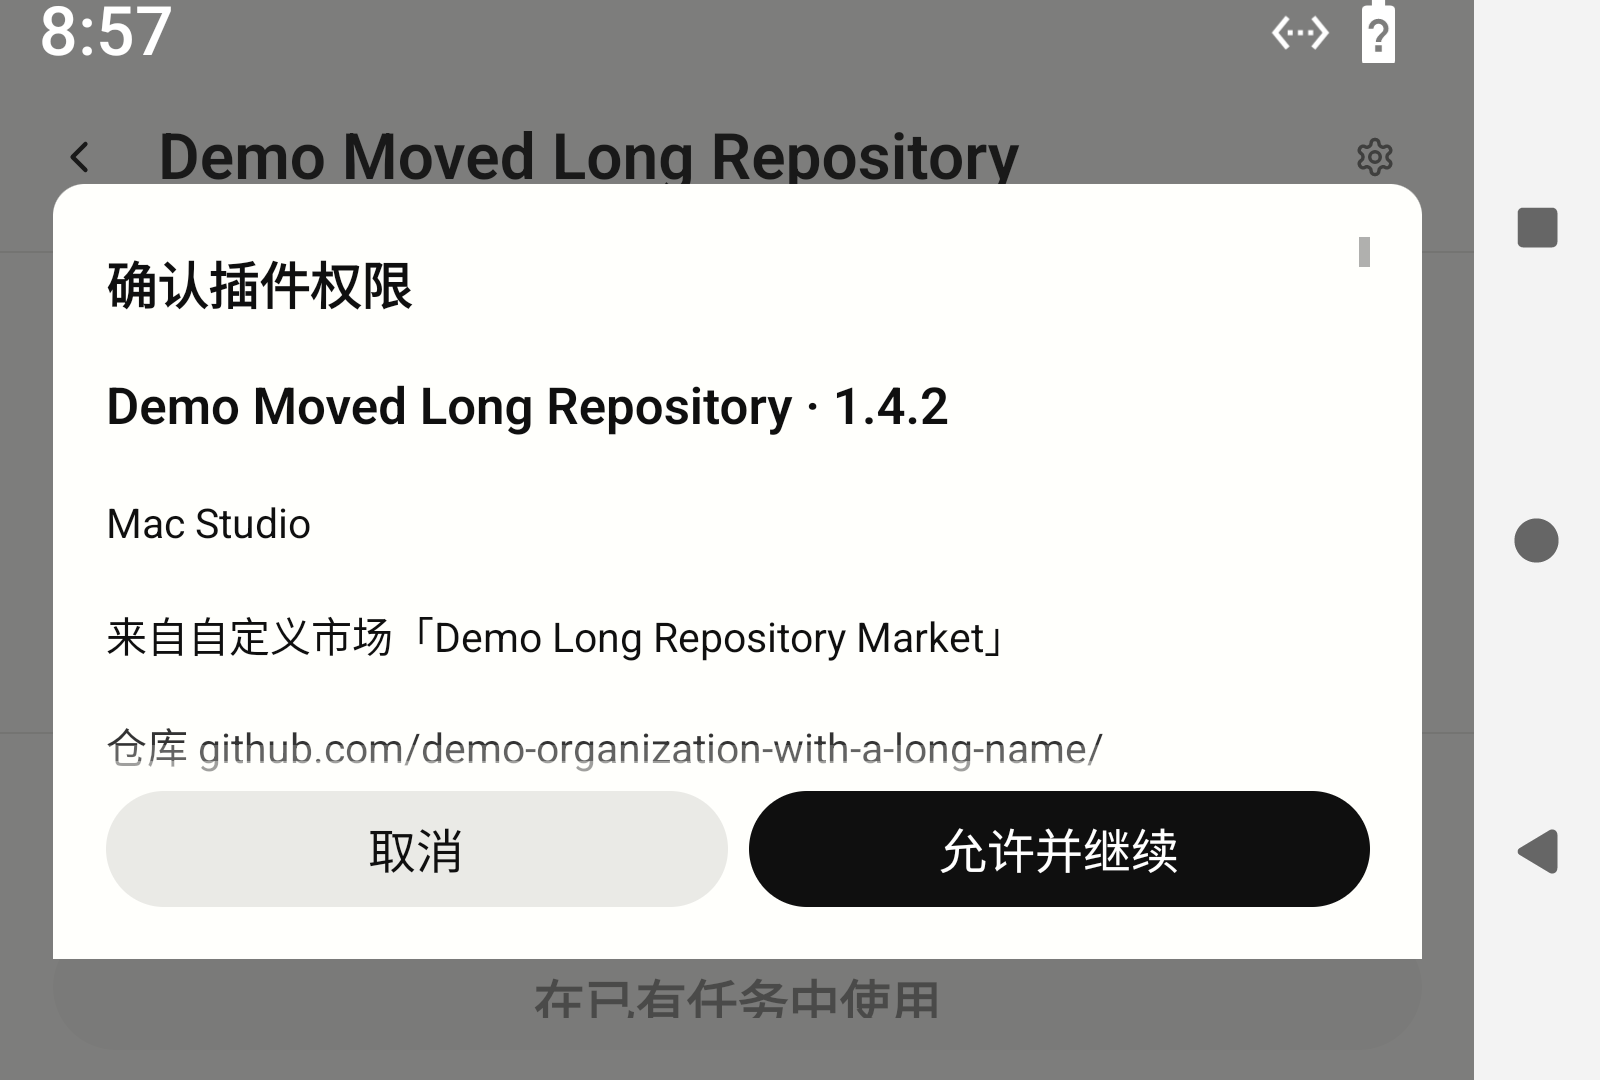 8:57
Demo Moved Long Repository
确认插件权限
Demo Moved Long Repository · 1.4.2
Mac Studio
来自自定义市场「Demo Long Repository Market」
仓库 github.com/demo-organization-with-a-long-name/
取消
允许并继续
在已有任务中使用